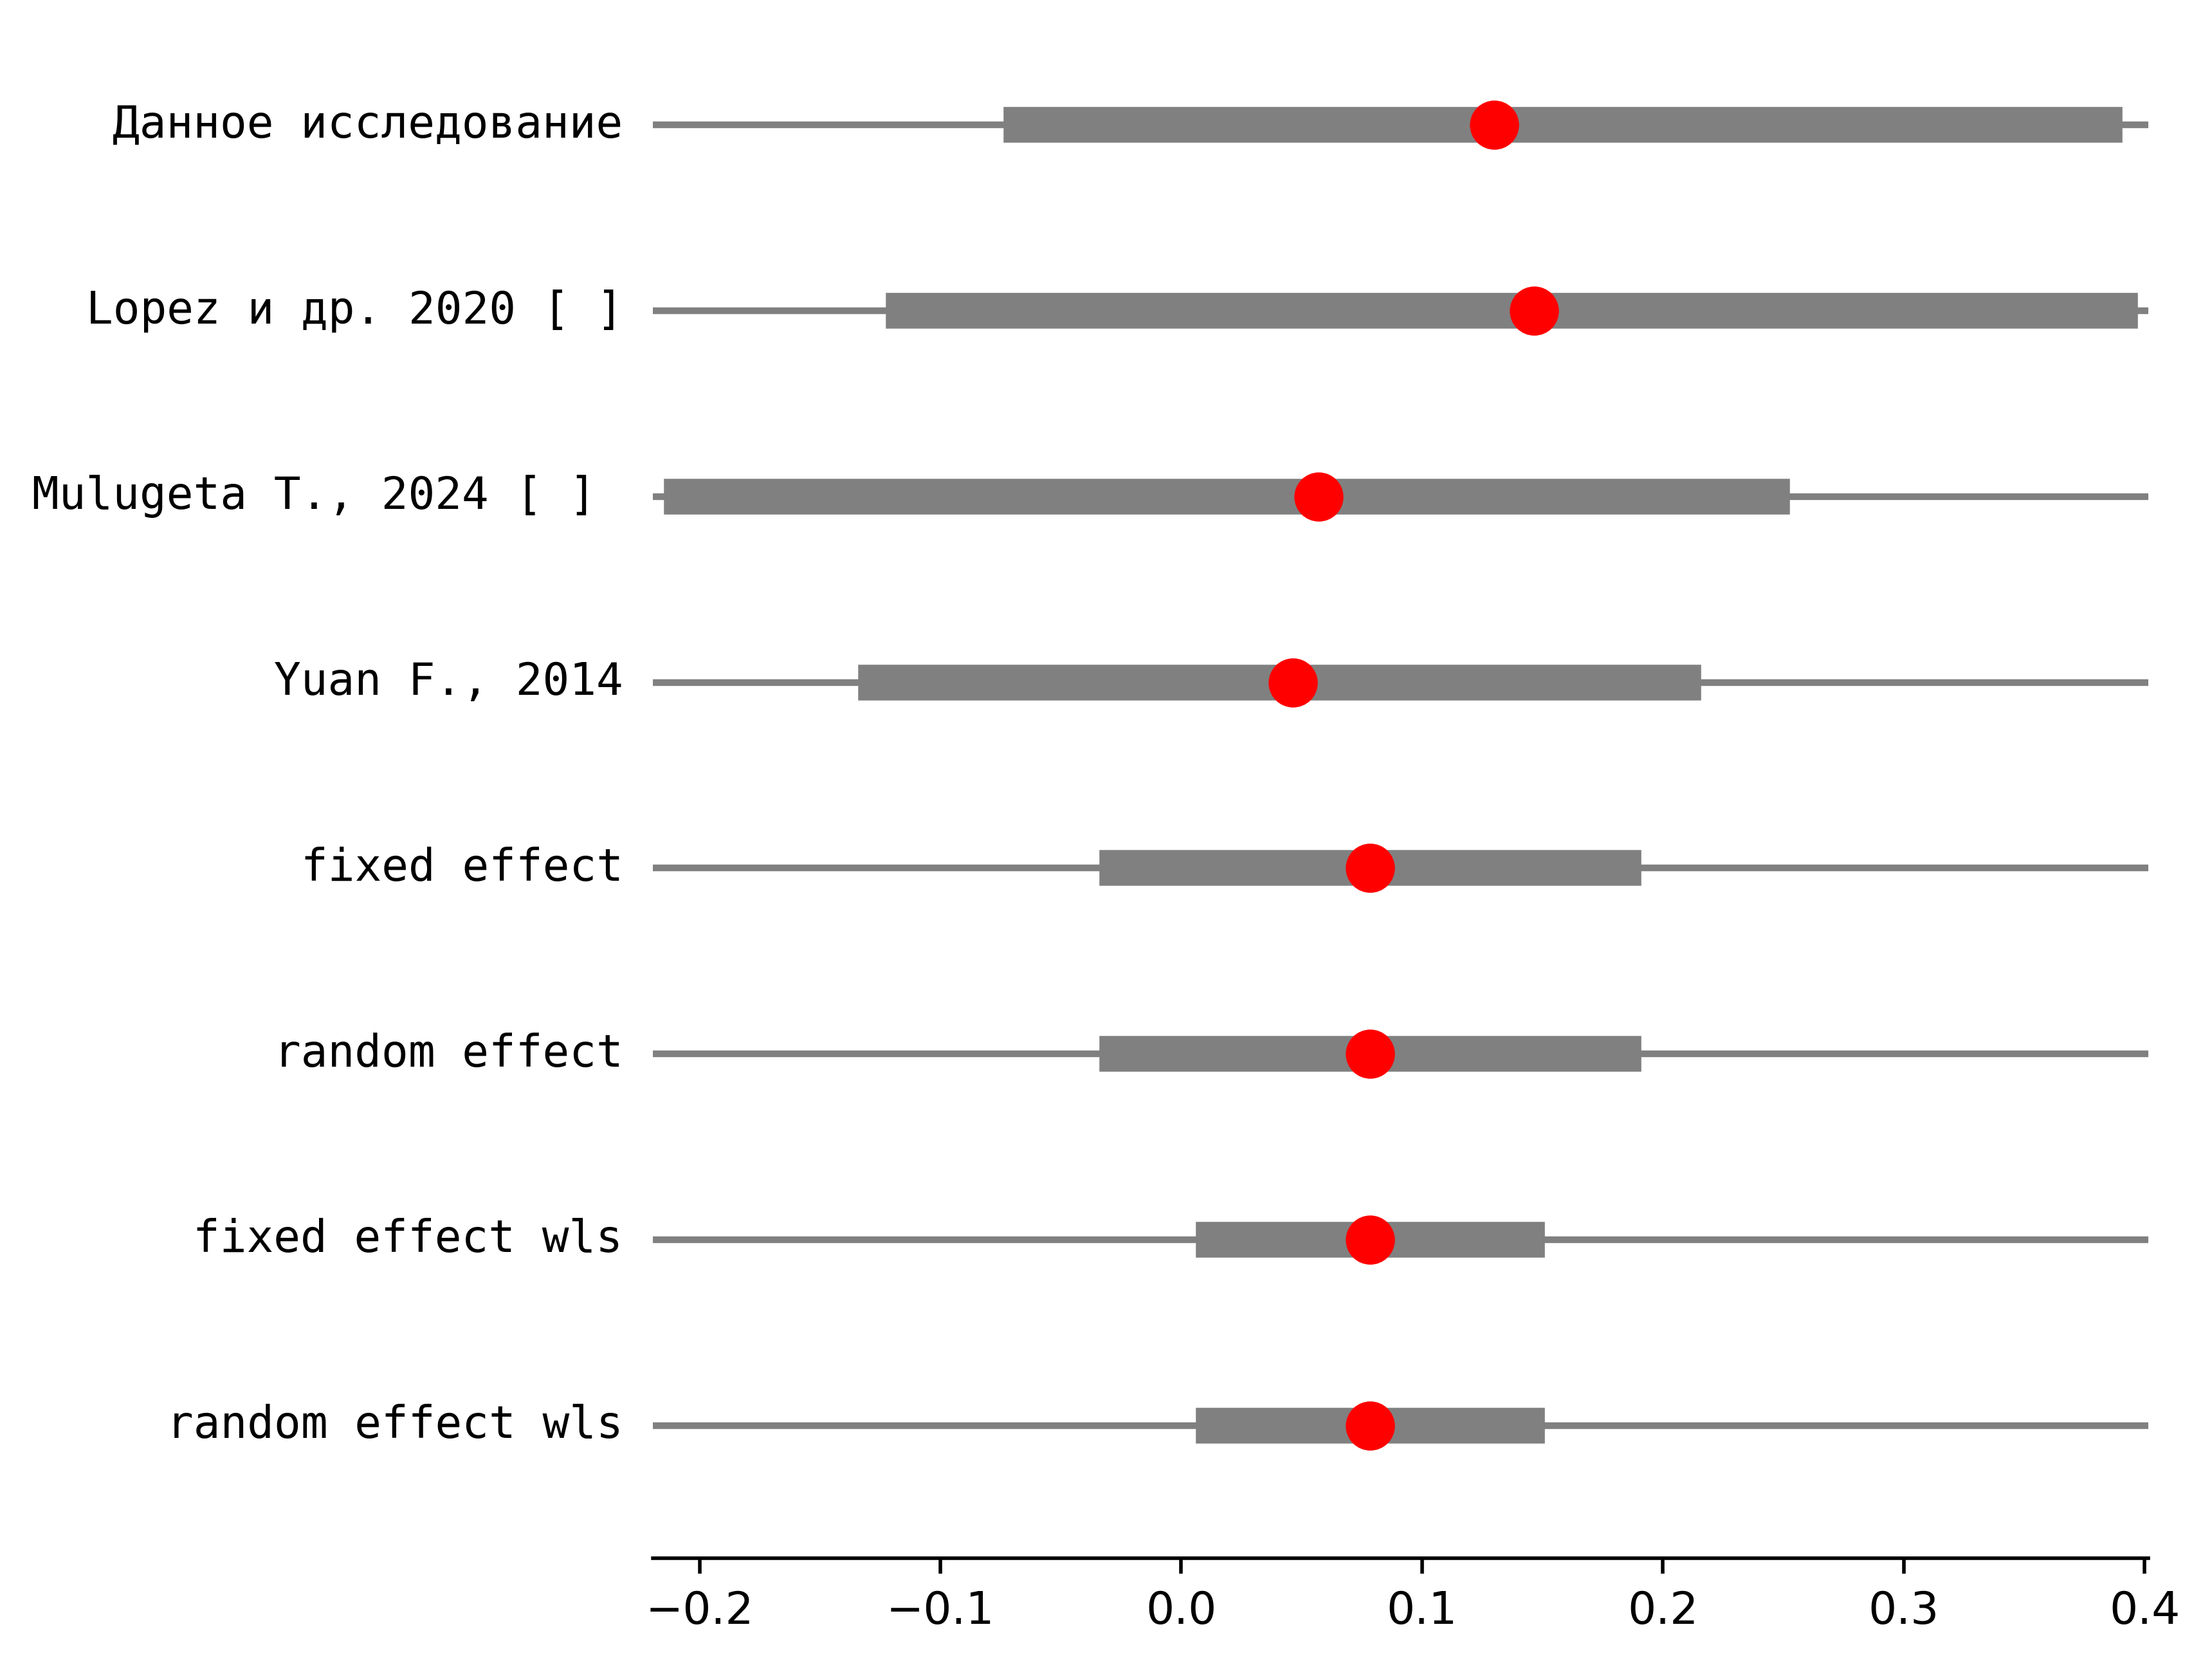 Данное исследование
Lopez и др. 2020 [ ]
Mulugeta T., 2024 [ ]
Yuan F., 2014
fixed effect
random effect
fixed effect wls
random effect wls
−0.2 −0.1 0.0 0.1 0.2 0.3 0.4